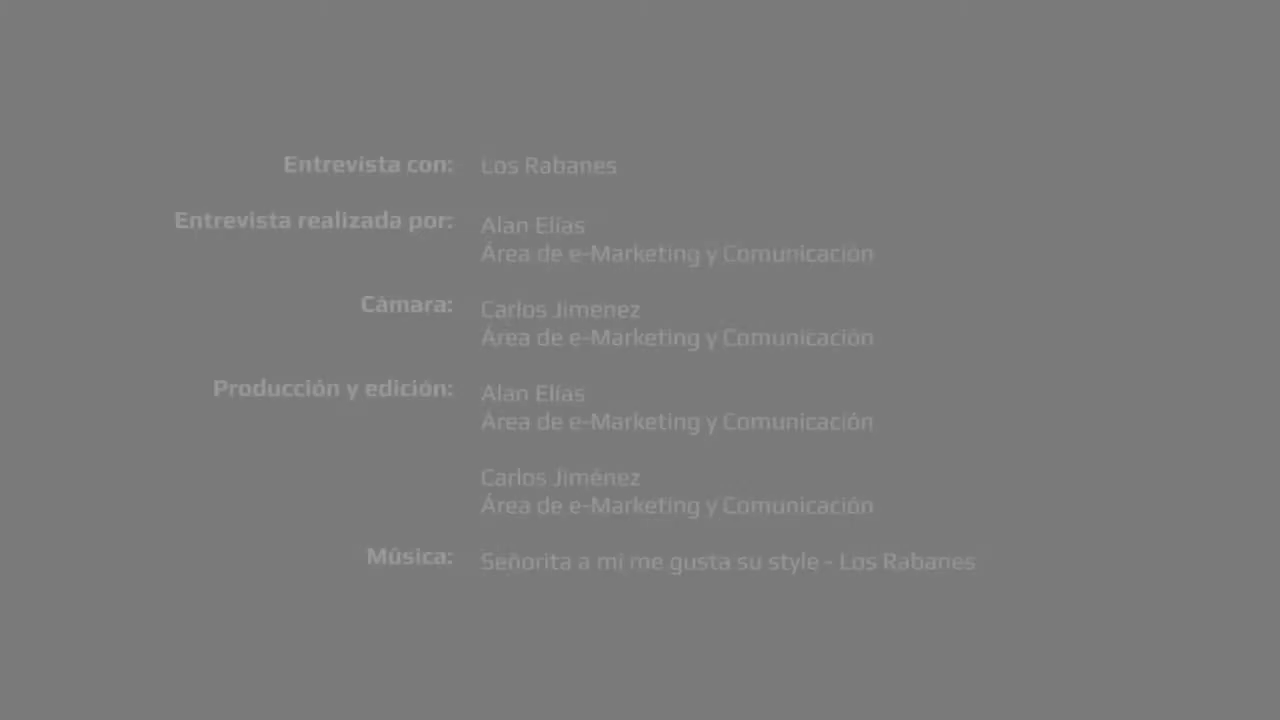 Entrevista con: Los Rabanes
Entrevista realizada por: Alan Elías
Área de e-Marketing y Comunicación
Cámara: Carlos Jimenez
Área de e-Marketing y Comunicación
Producción y edición: Alan Elías
Área de e-Marketing y Comunicación
Carlos Jiménez
Área de e-Marketing y Comunicación
Música: Señorita a mi me gusta su style - Los Rabanes